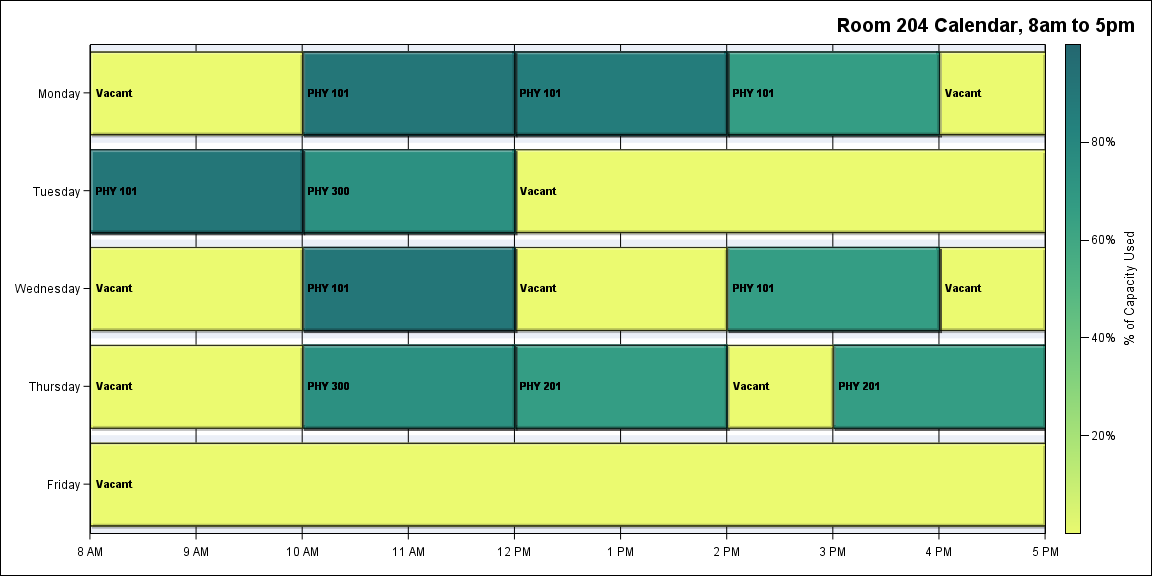 Room 204 Calendar, 8am to 5pm
Monday
Vacant
PHY 101
PHY 101
PHY 101
Vacant
Tuesday
PHY 101
PHY 300
Vacant
Wednesday
Vacant
PHY 101
Vacant
PHY 101
Vacant
Thursday
Vacant
PHY 300
PHY 201
Vacant
PHY 201
Friday
Vacant
8 AM
9 AM
10 AM
11 AM
12 PM
1 PM
2 PM
3 PM
4 PM
5 PM
80%
60%
40%
20%
% of Capacity Used